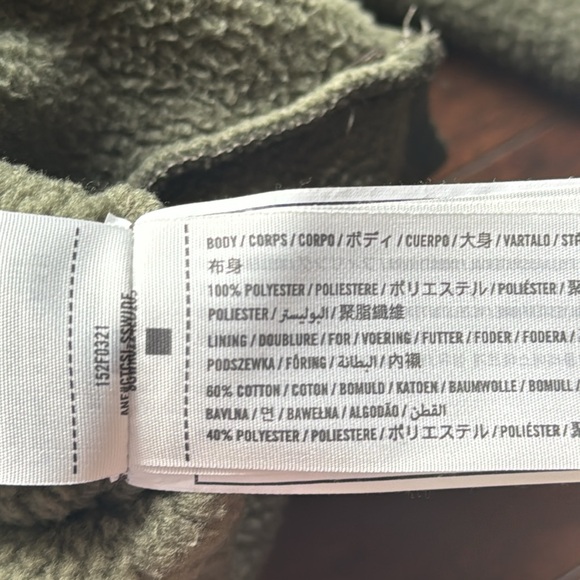 BODY / CORPS / CORPO / ボディ / CUERPO / 大身 / VARTALO /
布身
100% POLYESTER / POLIESTERE / ポリエステル / POLIÉSTER /
POLIESTER / البوليستر / 聚脂纖維
LINING / DOUBLURE / FOR / VOERING / FUTTER / FODER / FODERA /
PODSZEWKA / FÔRING / البطانة / 內襯
60% COTTON / COTON / BOMULD / KATOEN / BAUMWOLLE / BOMULL /
BAVLNA / 면 / BAWEŁNA / ALGODÃO / القطن
40% POLYESTER / POLIESTERE / ポリエステル / POLIÉSTER /
152F0321